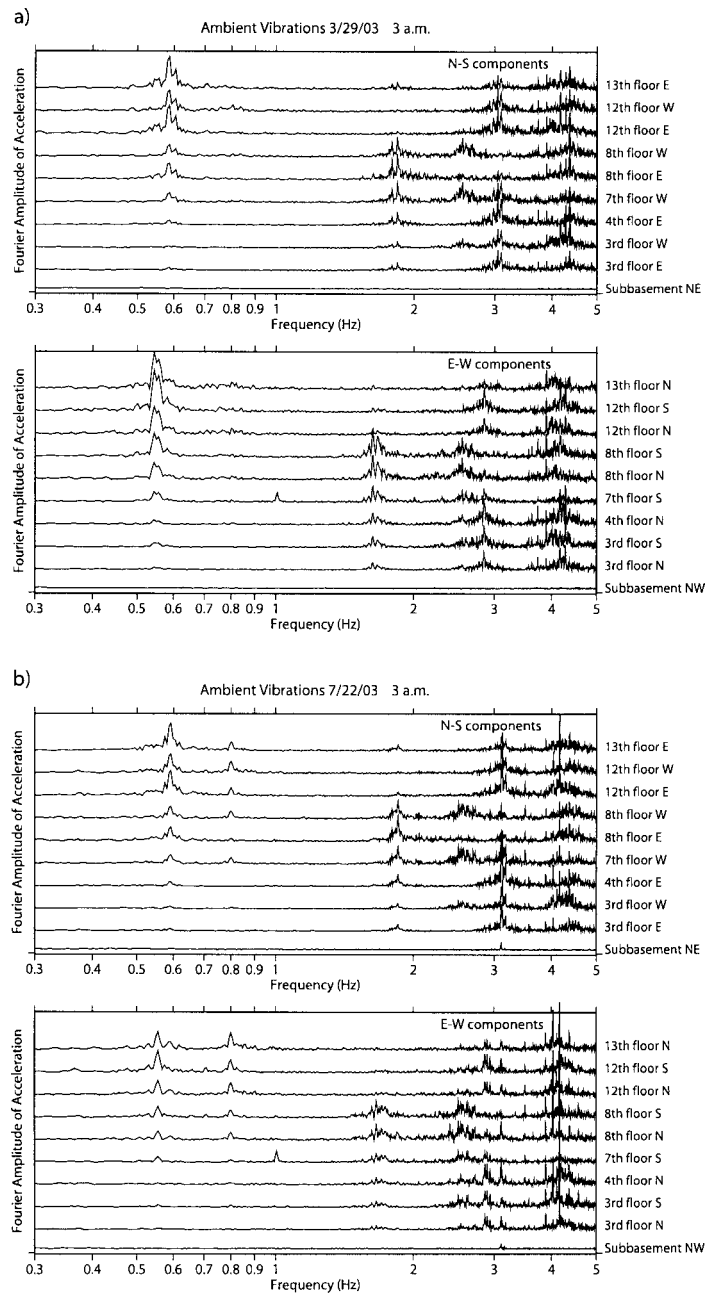 a)
Ambient Vibrations 3/29/03 3 a.m.
N-S components
Fourier Amplitude of Acceleration
13th floor E
12th floor W
12th floor E
8th floor W
8th floor E
7th floor W
4th floor E
3rd floor W
3rd floor E
Subbasement NE
0.3 0.4 0.5 0.6 0.7 0.8 0.9 1 2 3 4 5
Frequency (Hz)
E-W components
Fourier Amplitude of Acceleration
13th floor N
12th floor S
12th floor N
8th floor S
8th floor N
7th floor S
4th floor N
3rd floor S
3rd floor N
Subbasement NW
0.3 0.4 0.5 0.6 0.7 0.8 0.9 1 2 3 4 5
Frequency (Hz)
b)
Ambient Vibrations 7/22/03 3 a.m.
N-S components
Fourier Amplitude of Acceleration
13th floor E
12th floor W
12th floor E
8th floor W
8th floor E
7th floor W
4th floor E
3rd floor W
3rd floor E
Subbasement NE
0.3 0.4 0.5 0.6 0.7 0.8 0.9 1 2 3 4 5
Frequency (Hz)
E-W components
Fourier Amplitude of Acceleration
13th floor N
12th floor S
12th floor N
8th floor S
8th floor N
7th floor S
4th floor N
3rd floor S
3rd floor N
Subbasement NW
0.3 0.4 0.5 0.6 0.7 0.8 0.9 1 2 3 4 5
Frequency (Hz)